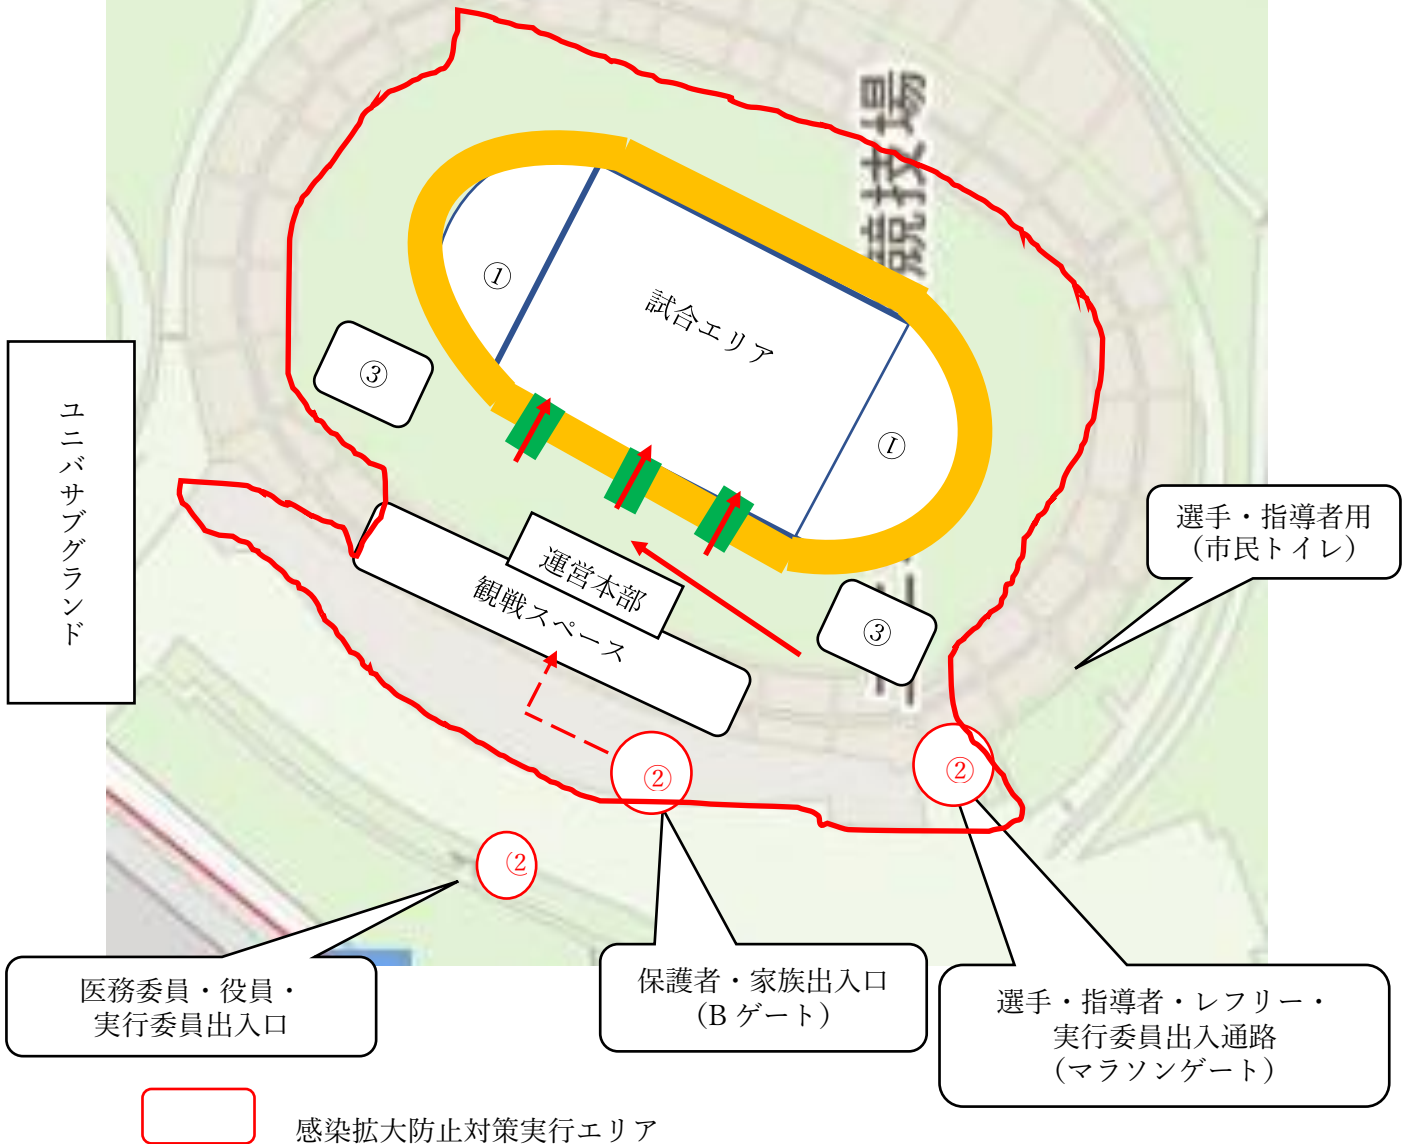 競技場
①
試合エリア
③
ユニバサブグランド
①
選手・指導者用
(市民トイレ)
運営本部
観戦スペース
③
②
②
(2
医務委員・役員・
実行委員出入口
保護者・家族出入口
(B ゲート)
選手・指導者・レフリー・
実行委員出入通路
(マラソンゲート)
感染拡大防止対策実行エリア